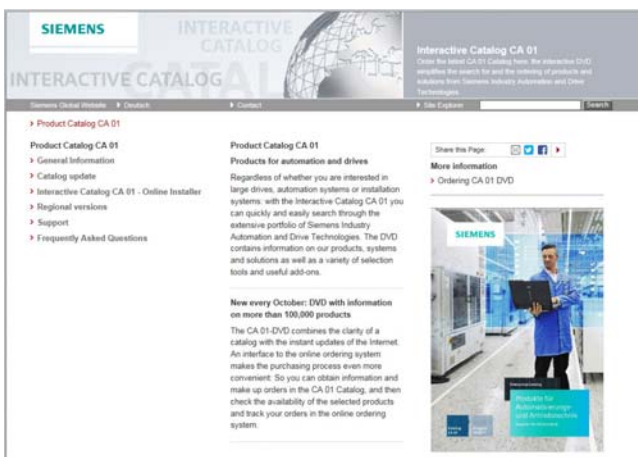 SIEMENS
INTERACTIVE
CATALOG
INTERACTIVE CATALOG
Interactive Catalog CA 01
Order the latest CA 01 Catalog here: the Interactive DVD
simplifies the search for and the ordering of products and
solutions from Siemens Industry Automation and Drive
Technologies.
Siemens Global Website Deutsch Contact Site Explorer Search
Product Catalog CA 01
Product Catalog CA 01
General Information
Catalog update
Interactive Catalog CA 01 - Online Installer
Regional versions
Support
Frequently Asked Questions
Product Catalog CA 01
Products for automation and drives
Regardless of whether you are interested in
large drives, automation systems or installation
systems: with the Interactive Catalog CA 01 you
can quickly and easily search through the
extensive portfolio of Siemens Industry
Automation and Drive Technologies. The DVD
contains information on our products, systems
and solutions as well as a variety of selection
tools and useful add-ons.
New every October: DVD with information
on more than 100,000 products
The CA 01-DVD combines the clarity of a
catalog with the instant updates of the Internet.
An interface to the online ordering system
makes the purchasing process even more
convenient: So you can obtain information and
make up orders in the CA 01 Catalog, and then
check the availability of the selected products
and track your orders in the online ordering
system.
Share this Page:
More information
Ordering CA 01 DVD
SIEMENS
Produkte für
Automatisierungs-
und Antriebstechnik